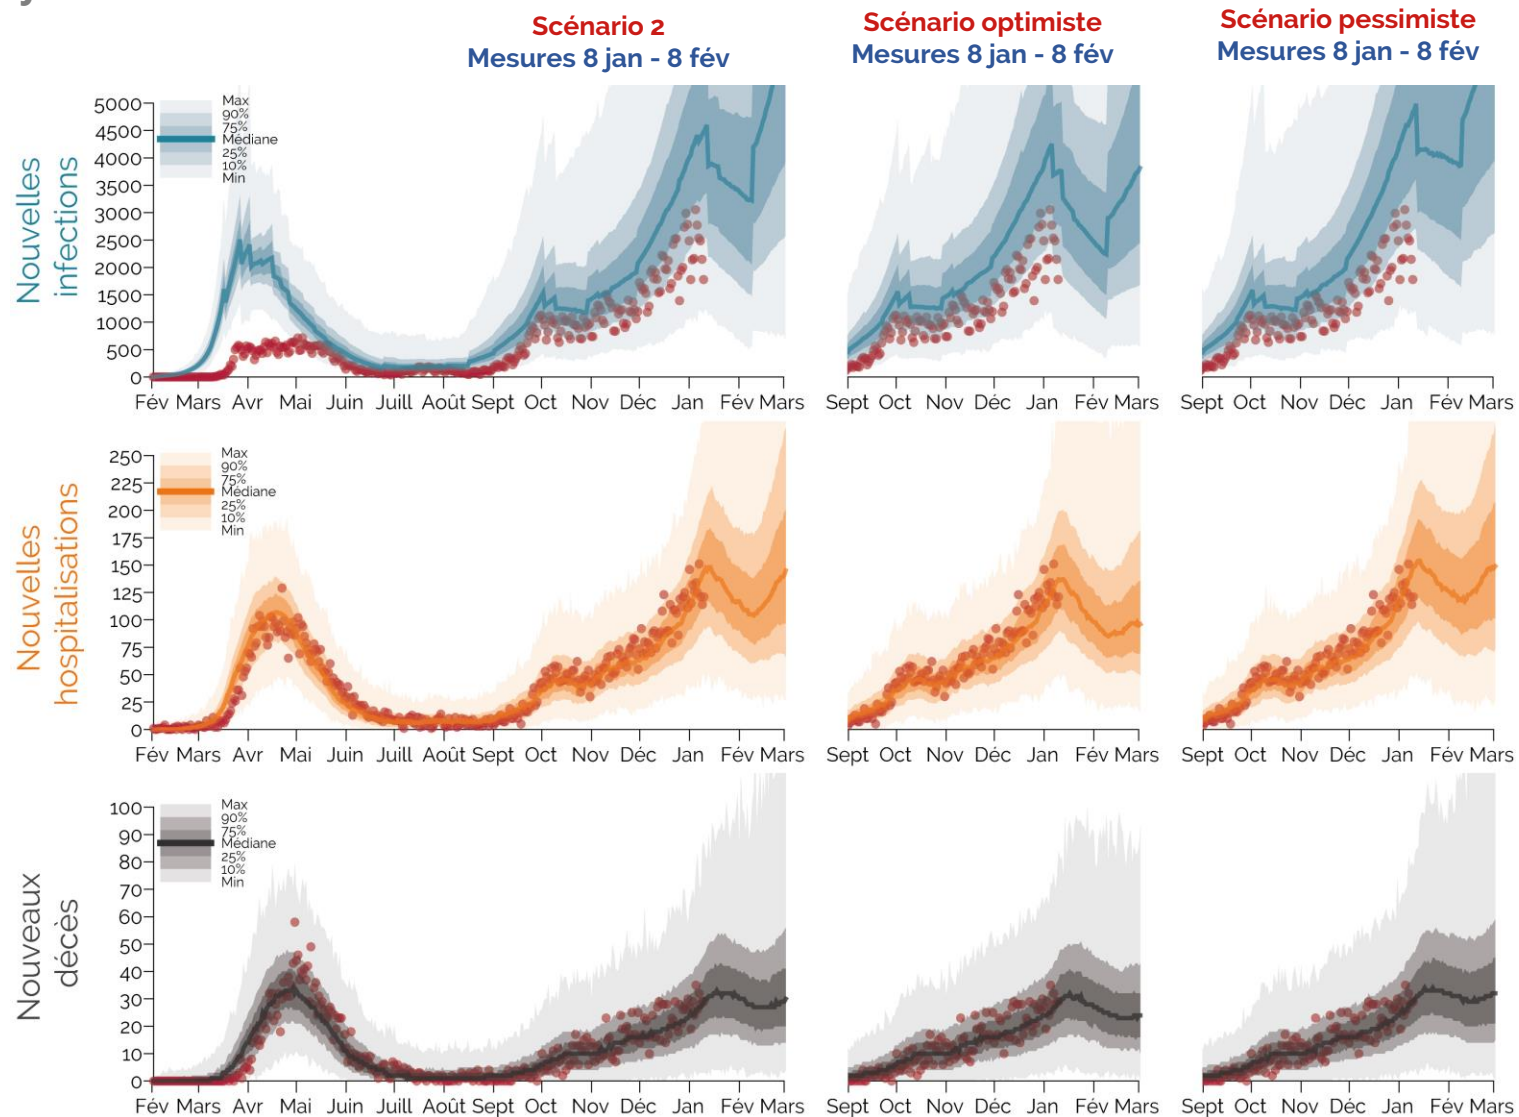 Scénario 2
Mesures 8 jan - 8 fév
Scénario optimiste
Mesures 8 jan - 8 fév
Scénario pessimiste
Mesures 8 jan - 8 fév
Nouvelles
infections
5000
4500
4000
3500
3000
2500
2000
1500
1000
500
0
Max
90%
75%
Médiane
25%
10%
Min
Fév Mars Avr Mai Juin Juill Août Sept Oct Nov Déc Jan Fév Mars
Sept Oct Nov Déc Jan Fév Mars
Sept Oct Nov Déc Jan Fév Mars
Nouvelles
hospitalisations
250
225
200
175
150
125
100
75
50
25
0
Max
90%
75%
Médiane
25%
10%
Min
Fév Mars Avr Mai Juin Juill Août Sept Oct Nov Déc Jan Fév Mars
Sept Oct Nov Déc Jan Fév Mars
Sept Oct Nov Déc Jan Fév Mars
Nouveaux
décès
100
90
80
70
60
50
40
30
20
10
0
Max
90%
75%
Médiane
25%
10%
Min
Fév Mars Avr Mai Juin Juill Août Sept Oct Nov Déc Jan Fév Mars
Sept Oct Nov Déc Jan Fév Mars
Sept Oct Nov Déc Jan Fév Mars